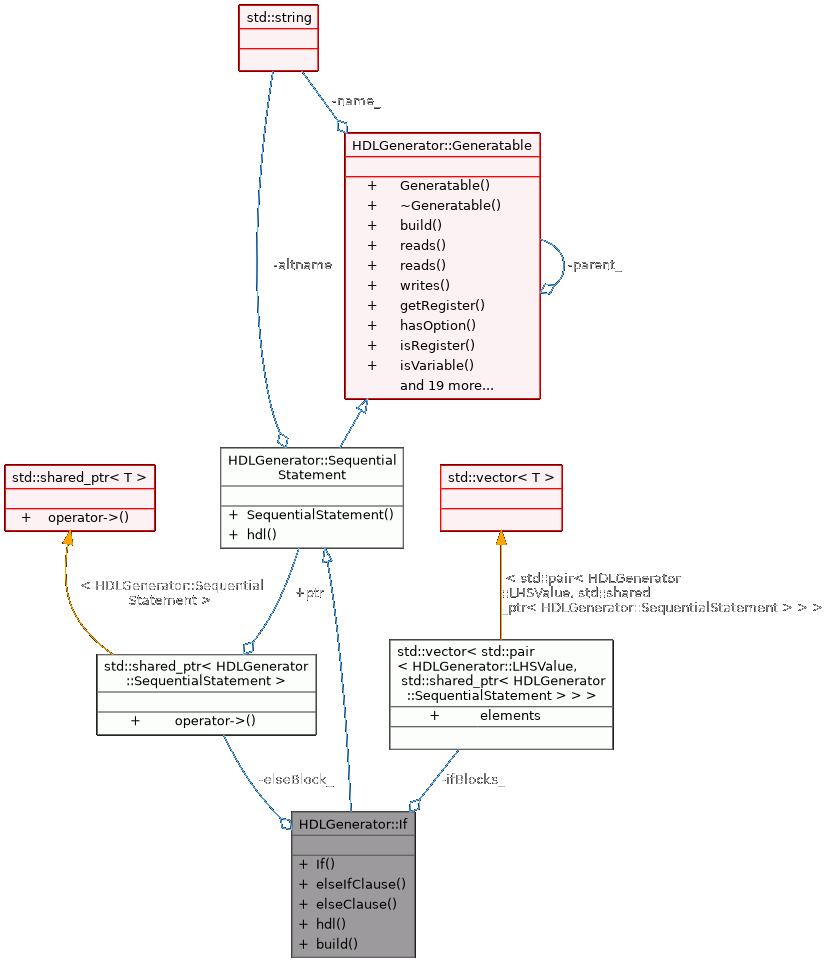 std::string
-name_
HDLGenerator::Generatable
+ Generatable()
+ ~Generatable()
+ build()
+ reads()
+ reads()
+ writes()
+ getRegister()
+ hasOption()
+ isRegister()
+ isVariable()
and 19 more...
-altname
-parent_
HDLGenerator::Sequential
Statement
+ SequentialStatement()
+ hdl()
std::shared_ptr< T >
+ operator->()
std::vector< T >
< HDLGenerator::Sequential
Statement >
+ptr
< std::pair< HDLGenerator
::LHSValue, std::shared
_ptr< HDLGenerator::SequentialStatement > > >
std::shared_ptr< HDLGenerator
::SequentialStatement >
+ operator->()
std::vector< std::pair
< HDLGenerator::LHSValue,
std::shared_ptr< HDLGenerator
::SequentialStatement > > >
+ elements
-elseBlock_
-ifBlocks_
HDLGenerator::If
+ If()
+ elseIfClause()
+ elseClause()
+ hdl()
+ build()